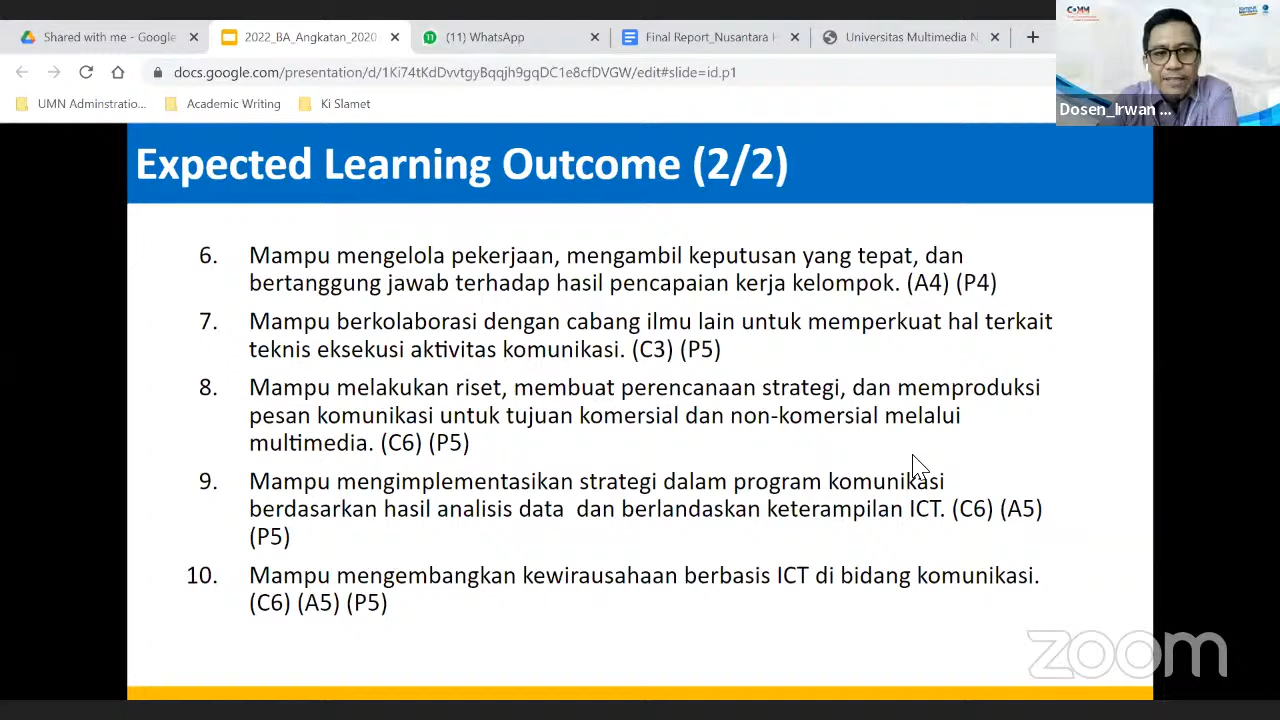 Shared with me - Google
2022_BA_Angkatan_2021
(11) WhatsApp
Final Report_Nusantara
Universitas Multimedia N
docs.google.com/presentation/d/1Ki74tKdDvvtgyBqqjh9gqDC1e8cfDVGW/edit#slide=id.p1
UMN Adminstratio...
Academic Writing
Ki Slamet
COMM
Dosen_Irwan ...
Expected Learning Outcome (2/2)
6. Mampu mengelola pekerjaan, mengambil keputusan yang tepat, dan
bertanggung jawab terhadap hasil pencapaian kerja kelompok. (A4) (P4)
7. Mampu berkolaborasi dengan cabang ilmu lain untuk memperkuat hal terkait
teknis eksekusi aktivitas komunikasi. (C3) (P5)
8. Mampu melakukan riset, membuat perencanaan strategi, dan memproduksi
pesan komunikasi untuk tujuan komersial dan non-komersial melalui
multimedia. (C6) (P5)
9. Mampu mengimplementasikan strategi dalam program komunikasi
berdasarkan hasil analisis data dan berlandaskan keterampilan ICT. (C6) (A5)
(P5)
10. Mampu mengembangkan kewirausahaan berbasis ICT di bidang komunikasi.
(C6) (A5) (P5)
zoom